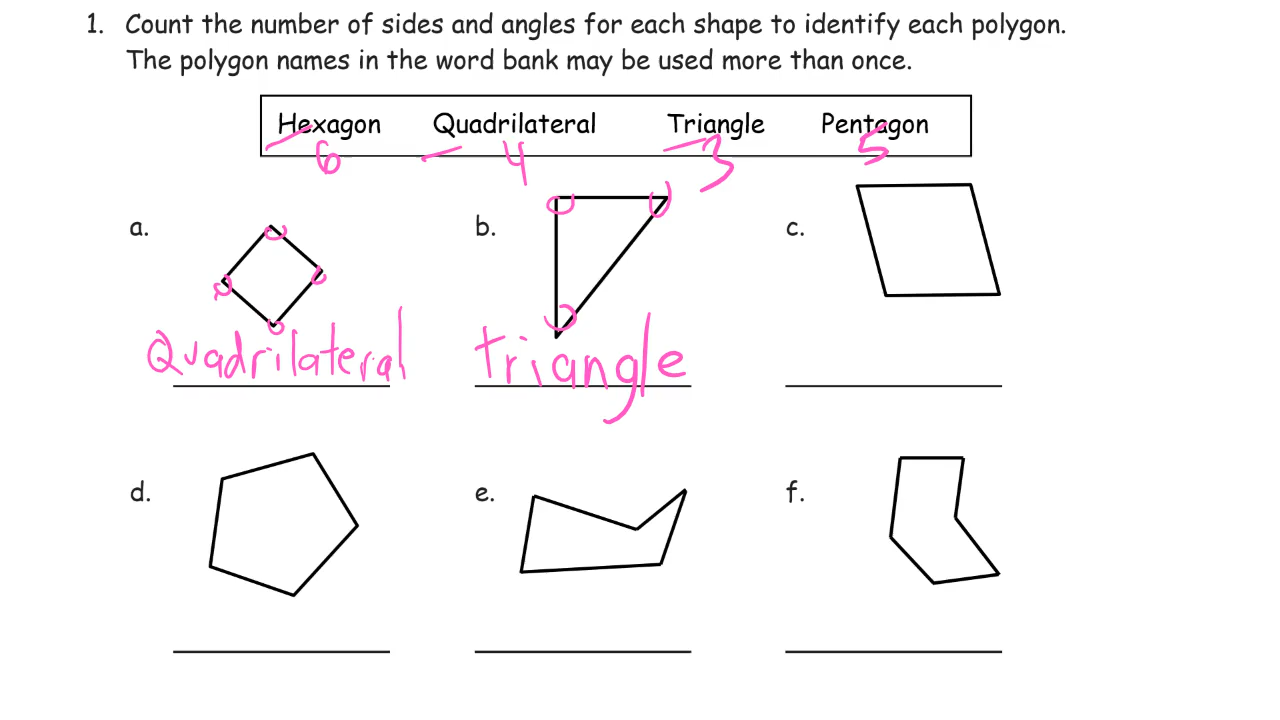 1. Count the number of sides and angles for each shape to identify each polygon.
The polygon names in the word bank may be used more than once.
Hexagon Quadrilateral Triangle Pentagon
6 4 3 5
a. b. c.
Quadrilateral triangle
d. e. f.